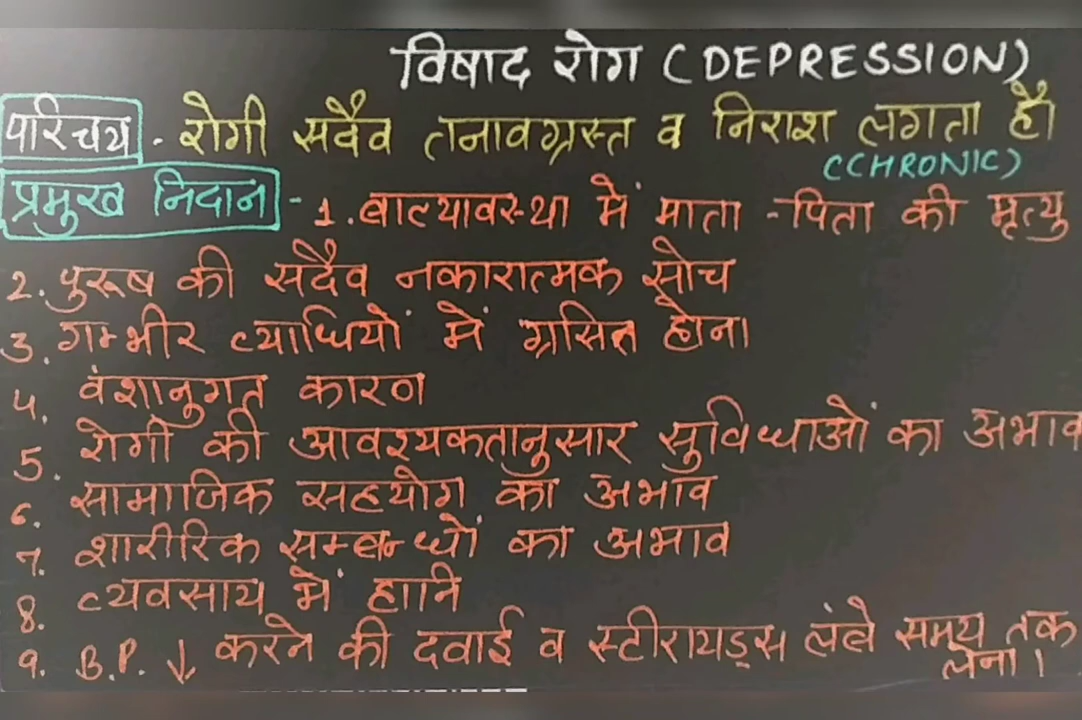 विषाद रोग (DEPRESSION)
परिचय - रोगी सदैव तनावग्रस्त व निराश लगता है।
(CHRONIC)
प्रमुख निदान - 1. बाल्यावस्था में माता - पिता की मृत्यु
2. पुरूष की सदैव नकारात्मक सोच
3. गम्भीर व्याधियों में ग्रसित होना
4. वंशानुगत कारण
5. रोगी की आवश्यकतानुसार सुविधाओं का अभाव
6. सामाजिक सहयोग का अभाव
7. शारीरिक सम्बन्धों का अभाव
8. व्यवसाय में हानि
9. B.P. ↓ करने की दवाई व स्टीरायड्स लंबे समय तक
लेना।